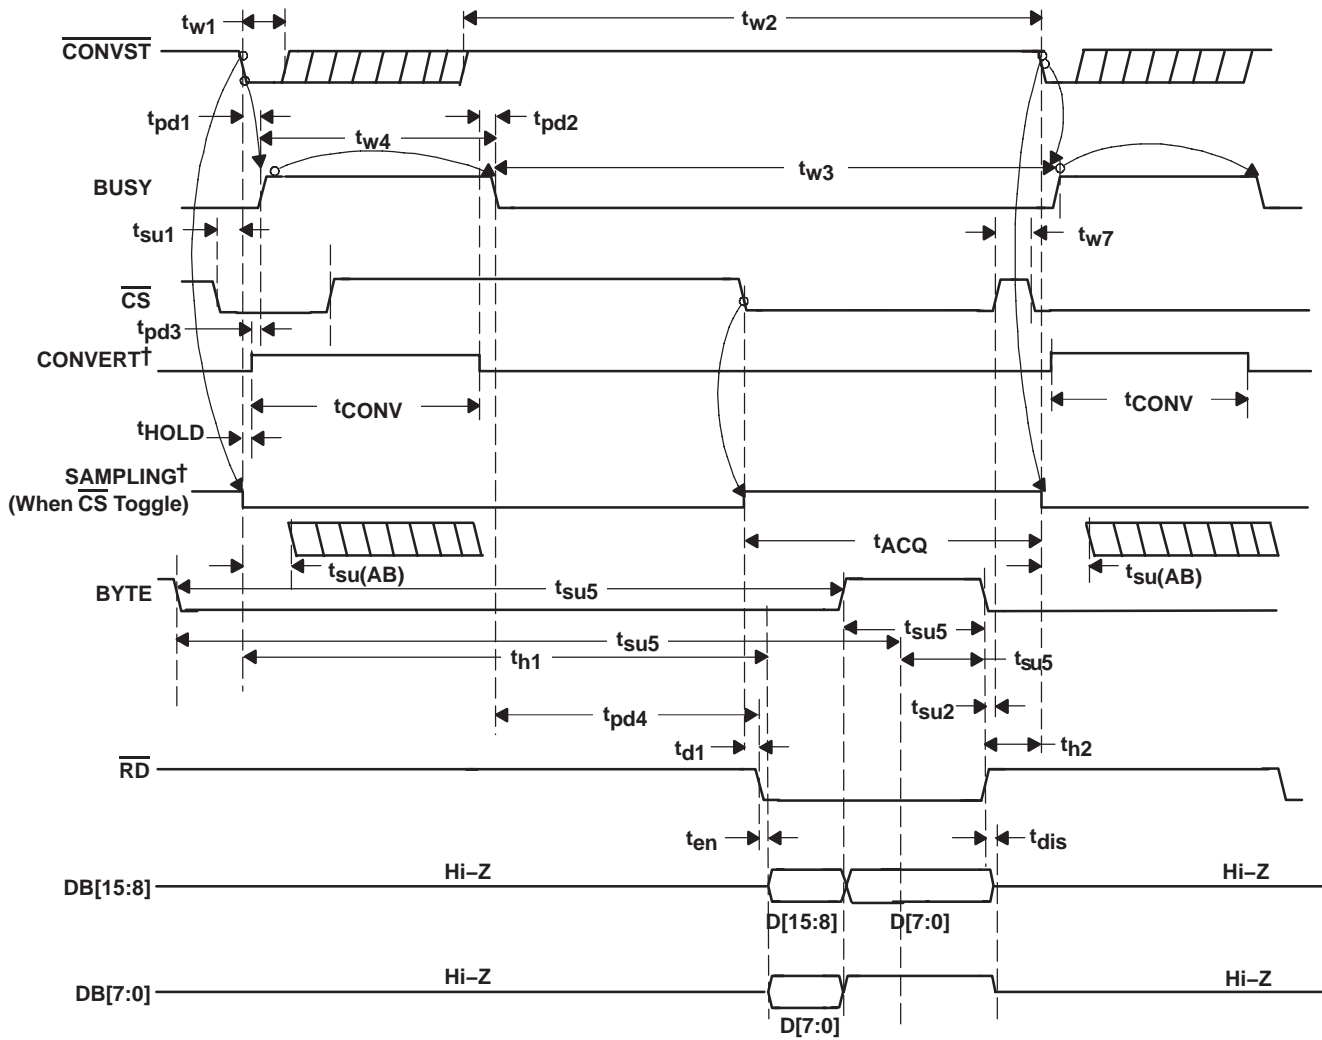 tw1
tw2
CONVST
tpd1
tw4
tpd2
tw3
BUSY
tsu1
tw7
CS
tpd3
CONVERT†
tCONV
tCONV
tHOLD
SAMPLING†
(When CS Toggle)
tACQ
tsu(AB)
tsu(AB)
BYTE
tsu5
tsu5
tsu5
th1
tsu5
tsu2
tpd4
td1
th2
RD
ten
tdis
Hi–Z
Hi–Z
DB[15:8]
D[15:8]
D[7:0]
Hi–Z
Hi–Z
DB[7:0]
D[7:0]